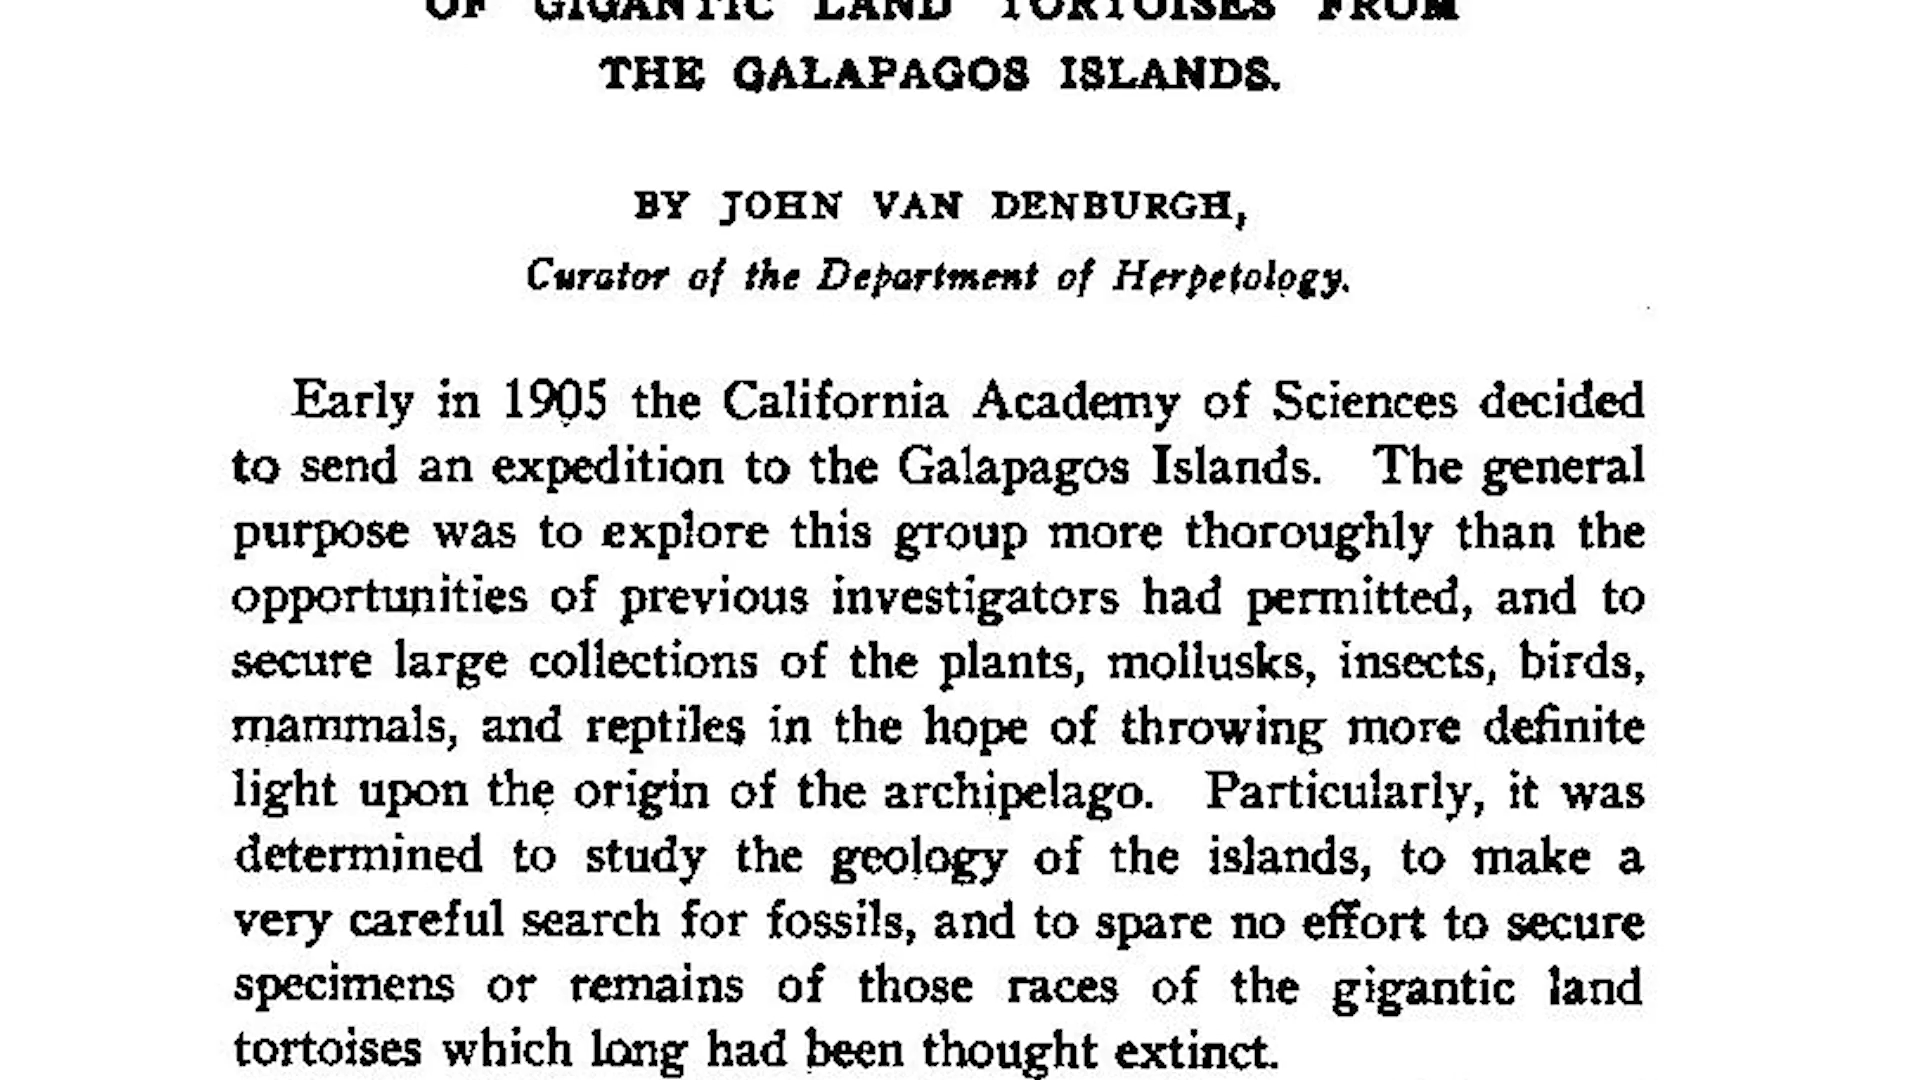 OF GIGANTIC LAND TORTOISES FROM
THE GALAPAGOS ISLANDS.
BY JOHN VAN DENBURGH,
Curator of the Department of Herpetology.
Early in 1905 the California Academy of Sciences decided
to send an expedition to the Galapagos Islands. The general
purpose was to explore this group more thoroughly than the
opportunities of previous investigators had permitted, and to
secure large collections of the plants, mollusks, insects, birds,
mammals, and reptiles in the hope of throwing more definite
light upon the origin of the archipelago. Particularly, it was
determined to study the geology of the islands, to make a
very careful search for fossils, and to spare no effort to secure
specimens or remains of those races of the gigantic land
tortoises which long had been thought extinct.